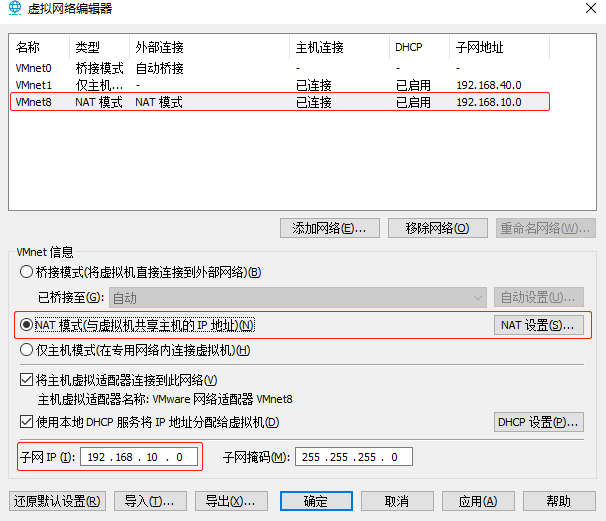 虚拟网络编辑器
名称 类型 外部连接 主机连接 DHCP 子网地址
VMnet0 桥接模式 自动桥接 - - -
VMnet1 仅主机... - 已连接 已启用 192.168.40.0
VMnet8 NAT 模式 NAT 模式 已连接 已启用 192.168.10.0
添加网络(E)... 移除网络(O) 重命名网络(W)...
VMnet 信息
桥接模式(将虚拟机直接连接到外部网络)(B)
已桥接至(G): 自动 自动设置(U)...
NAT 模式(与虚拟机共享主机的 IP 地址)(N) NAT 设置(S)...
仅主机模式(在专用网络内连接虚拟机)(H)
将主机虚拟适配器连接到此网络(V)
主机虚拟适配器名称: VMware 网络适配器 VMnet8
使用本地 DHCP 服务将 IP 地址分配给虚拟机(D) DHCP 设置(P)...
子网 IP (I): 192 . 168 . 10 . 0 子网掩码(M): 255 . 255 . 255 . 0
还原默认设置(R) 导入(T)... 导出(X)... 确定 取消 应用(A) 帮助